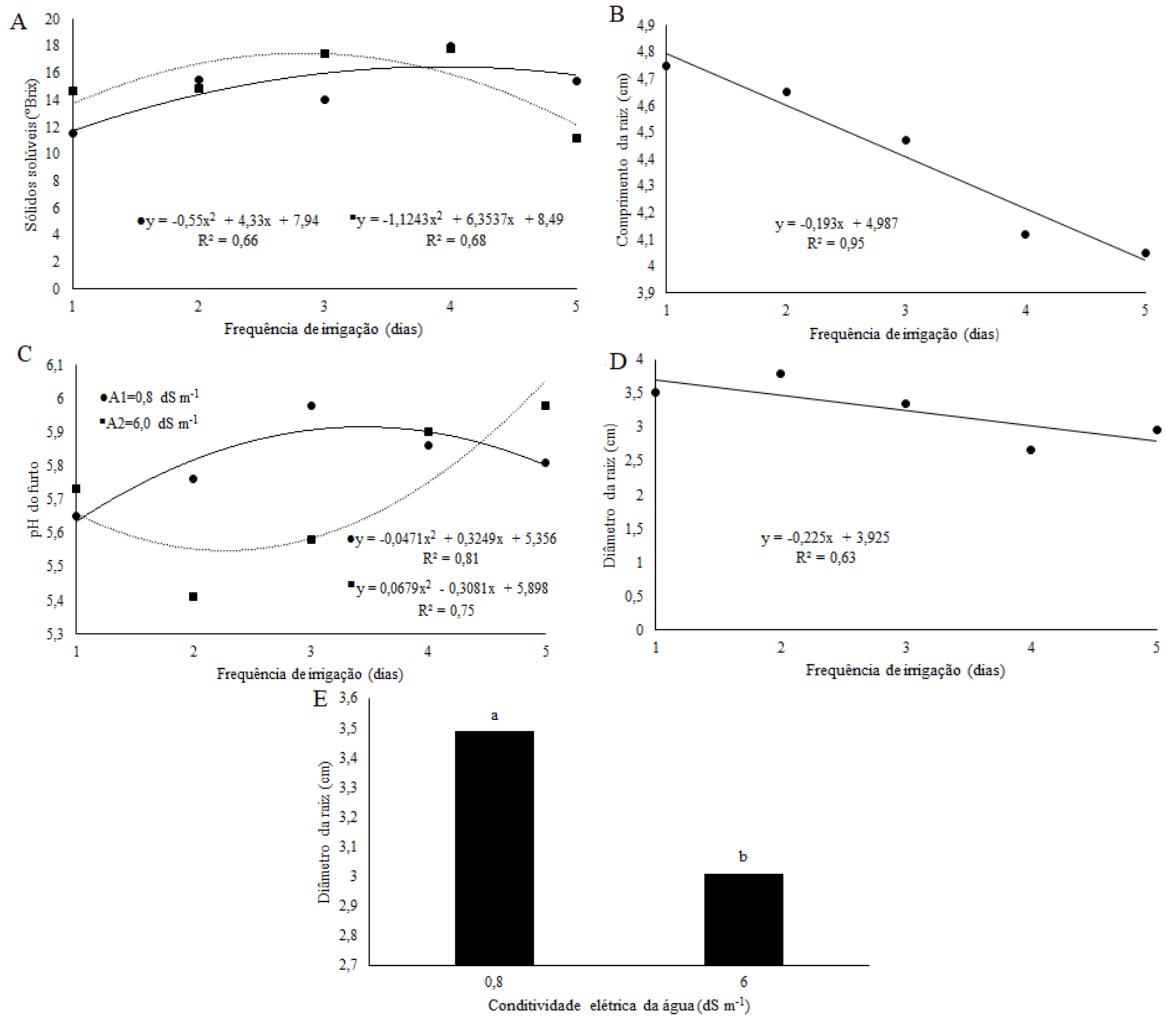 A
20
18
16
14
12
10
8
6
4
2
0
Sólidos solúveis (ºBrix)
y = -0,55x² + 4,33x + 7,94
R² = 0,66
y = -1,1243x² + 6,3537x + 8,49
R² = 0,68
1 2 3 4 5
Frequência de irrigação (dias)
B
4,9
4,8
4,7
4,6
4,5
4,4
4,3
4,2
4,1
4
3,9
Comprimento da raiz (cm)
y = -0,193x + 4,987
R² = 0,95
1 2 3 4 5
Frequência de irrigação (dias)
C
6,1
6
5,9
5,8
5,7
5,6
5,5
5,4
5,3
pH do furto
A1=0,8 dS m⁻¹
A2=6,0 dS m⁻¹
y = -0,0471x² + 0,3249x + 5,356
R² = 0,81
y = 0,0679x² - 0,3081x + 5,898
R² = 0,75
1 2 3 4 5
Frequência de irrigação (dias)
D
4
3,5
3
2,5
2
1,5
1
0,5
0
Diâmetro da raiz (cm)
y = -0,225x + 3,925
R² = 0,63
1 2 3 4 5
Frequência de irrigação (dias)
E
3,6
3,5
3,4
3,3
3,2
3,1
3
2,9
2,8
2,7
Diâmetro da raiz (cm)
a
b
0,8 6
Conditividade elétrica da água (dS m⁻¹)